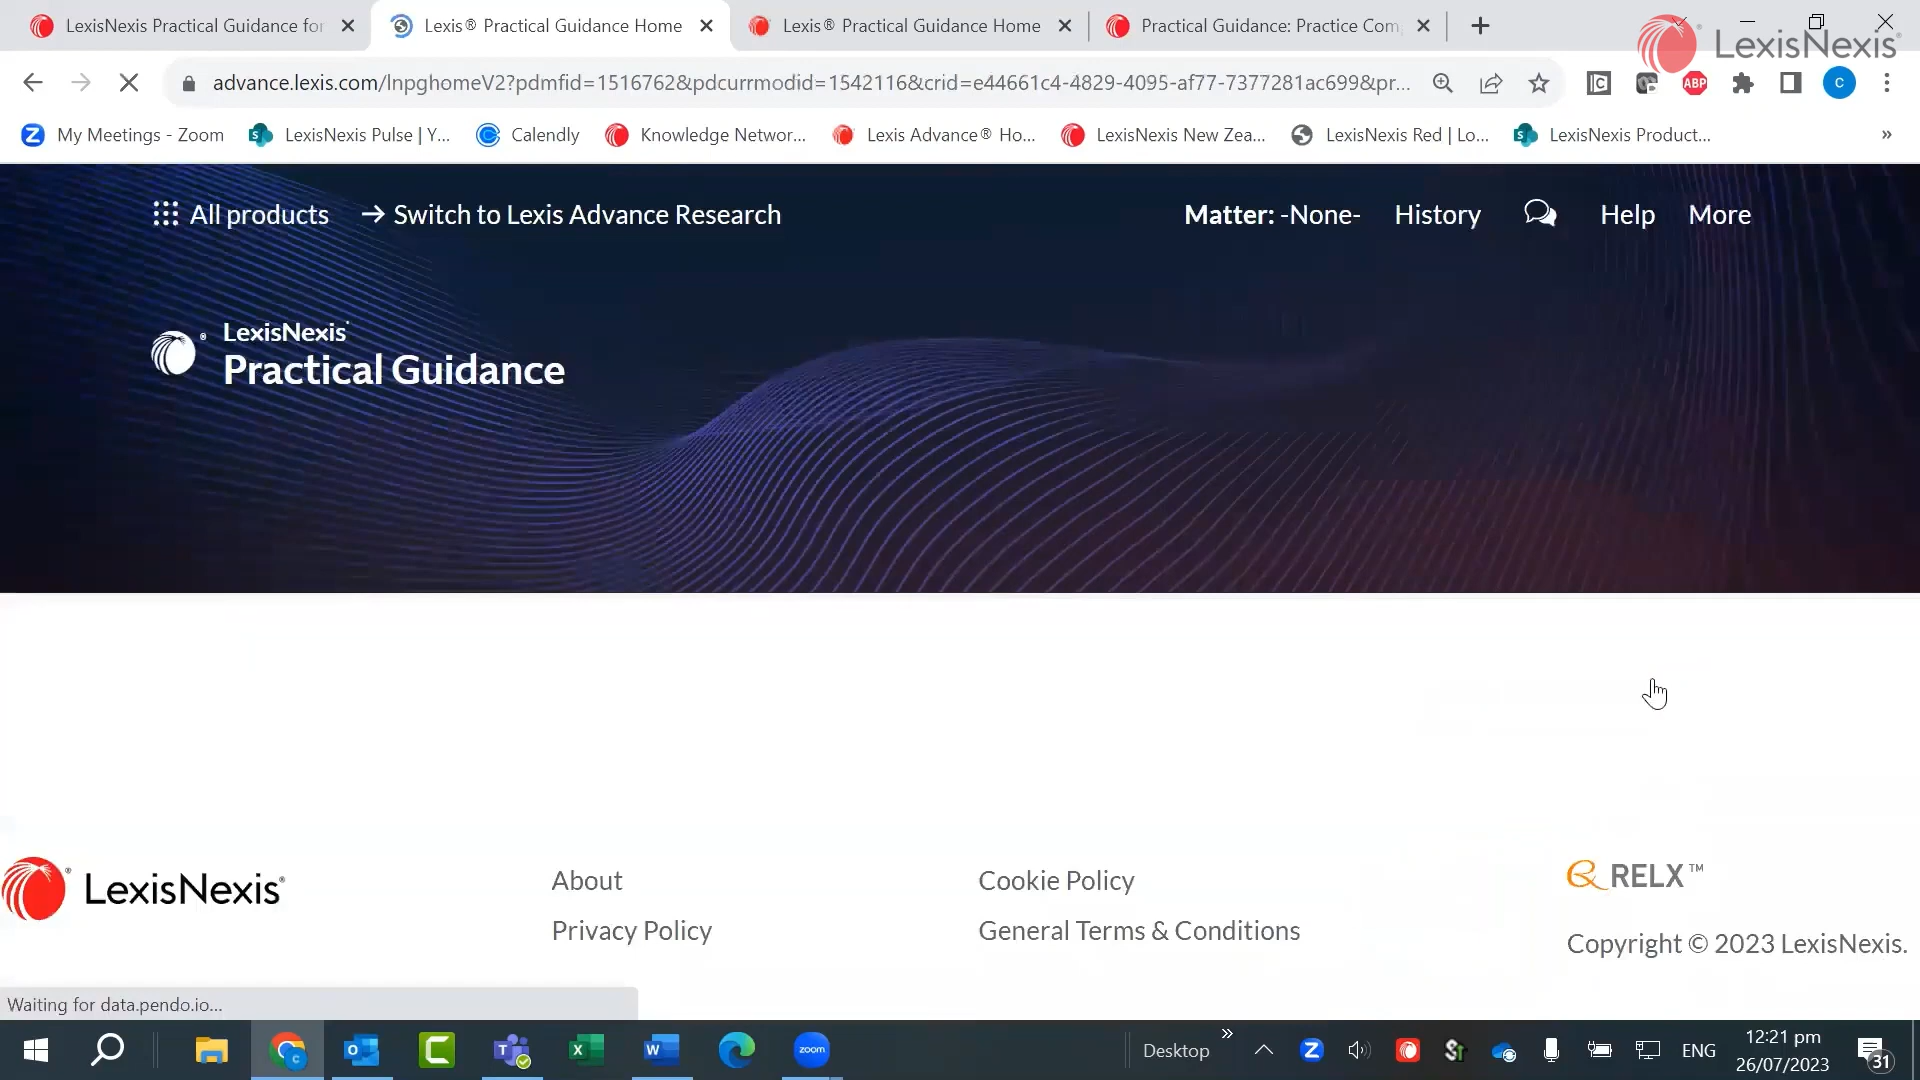 LexisNexis Practical Guidance for
Lexis® Practical Guidance Home
Lexis® Practical Guidance Home
Practical Guidance: Practice Com
LexisNexis
advance.lexis.com/lnpghomeV2?pdmfid=1516762&pdcurrmodid=1542116&crid=e44661c4-4829-4095-af77-7377281ac699&pr...
ABP
C
My Meetings - Zoom
LexisNexis Pulse | Y...
Calendly
Knowledge Networ...
Lexis Advance® Ho...
LexisNexis New Zea...
LexisNexis Red | Lo...
LexisNexis Product...
»
All products
Switch to Lexis Advance Research
Matter: -None-
History
Help
More
LexisNexis®
Practical Guidance
LexisNexis®
About
Cookie Policy
RELX™
Privacy Policy
General Terms & Conditions
Copyright © 2023 LexisNexis.
Waiting for data.pendo.io...
zoom
Desktop
»
ENG
12:21 pm
26/07/2023
31